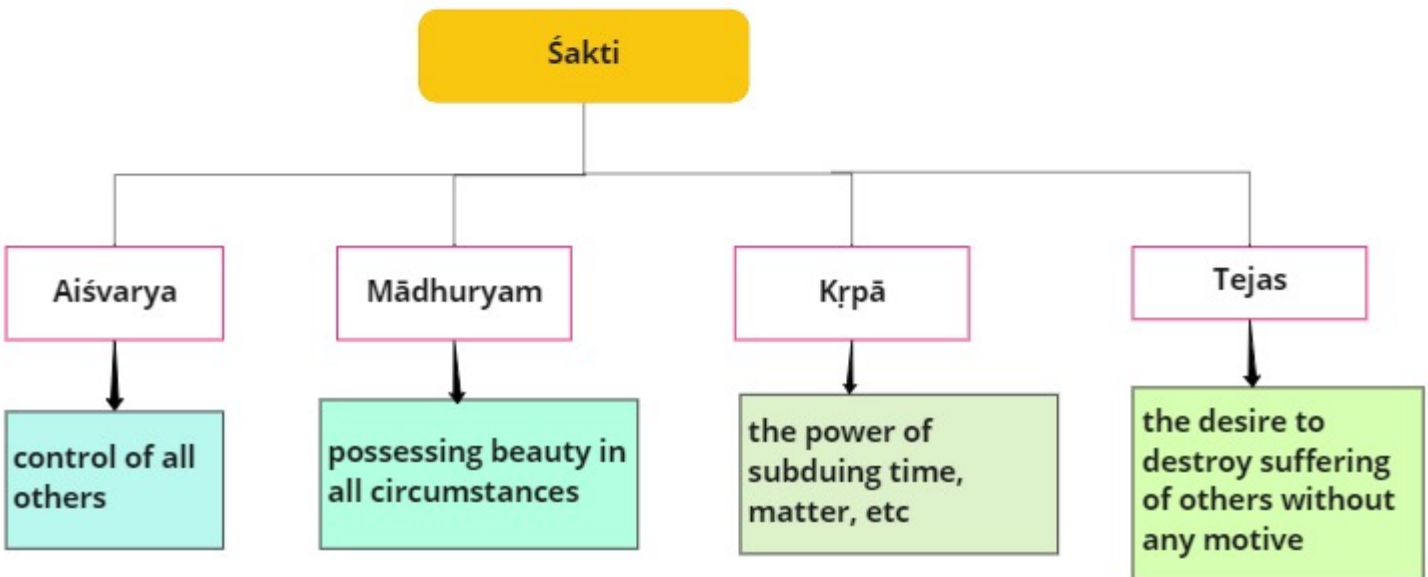 Śakti
Aiśvarya
Mādhuryam
Kṛpā
Tejas
control of all
others
possessing beauty in
all circumstances
the power of
subduing time,
matter, etc
the desire to
destroy suffering
of others without
any motive